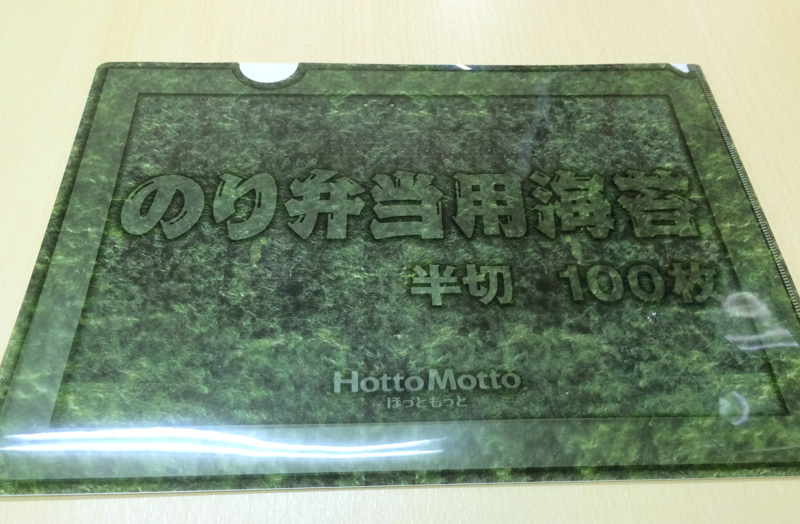 のり弁当用海苔
半切 100枚
HottoMotto
ほっともっと